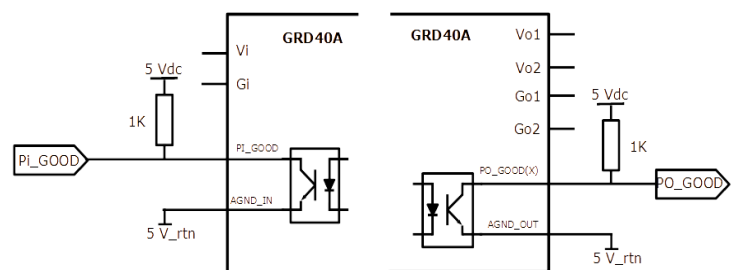 GRD40A
Vi
Gi
5 Vdc
1K
Pi_GOOD
PI_GOOD
AGND_IN
5 V_rtn
GRD40A
Vo1
Vo2
Go1
Go2
5 Vdc
1K
PO_GOOD(X)
PO_GOOD
AGND_OUT
5 V_rtn